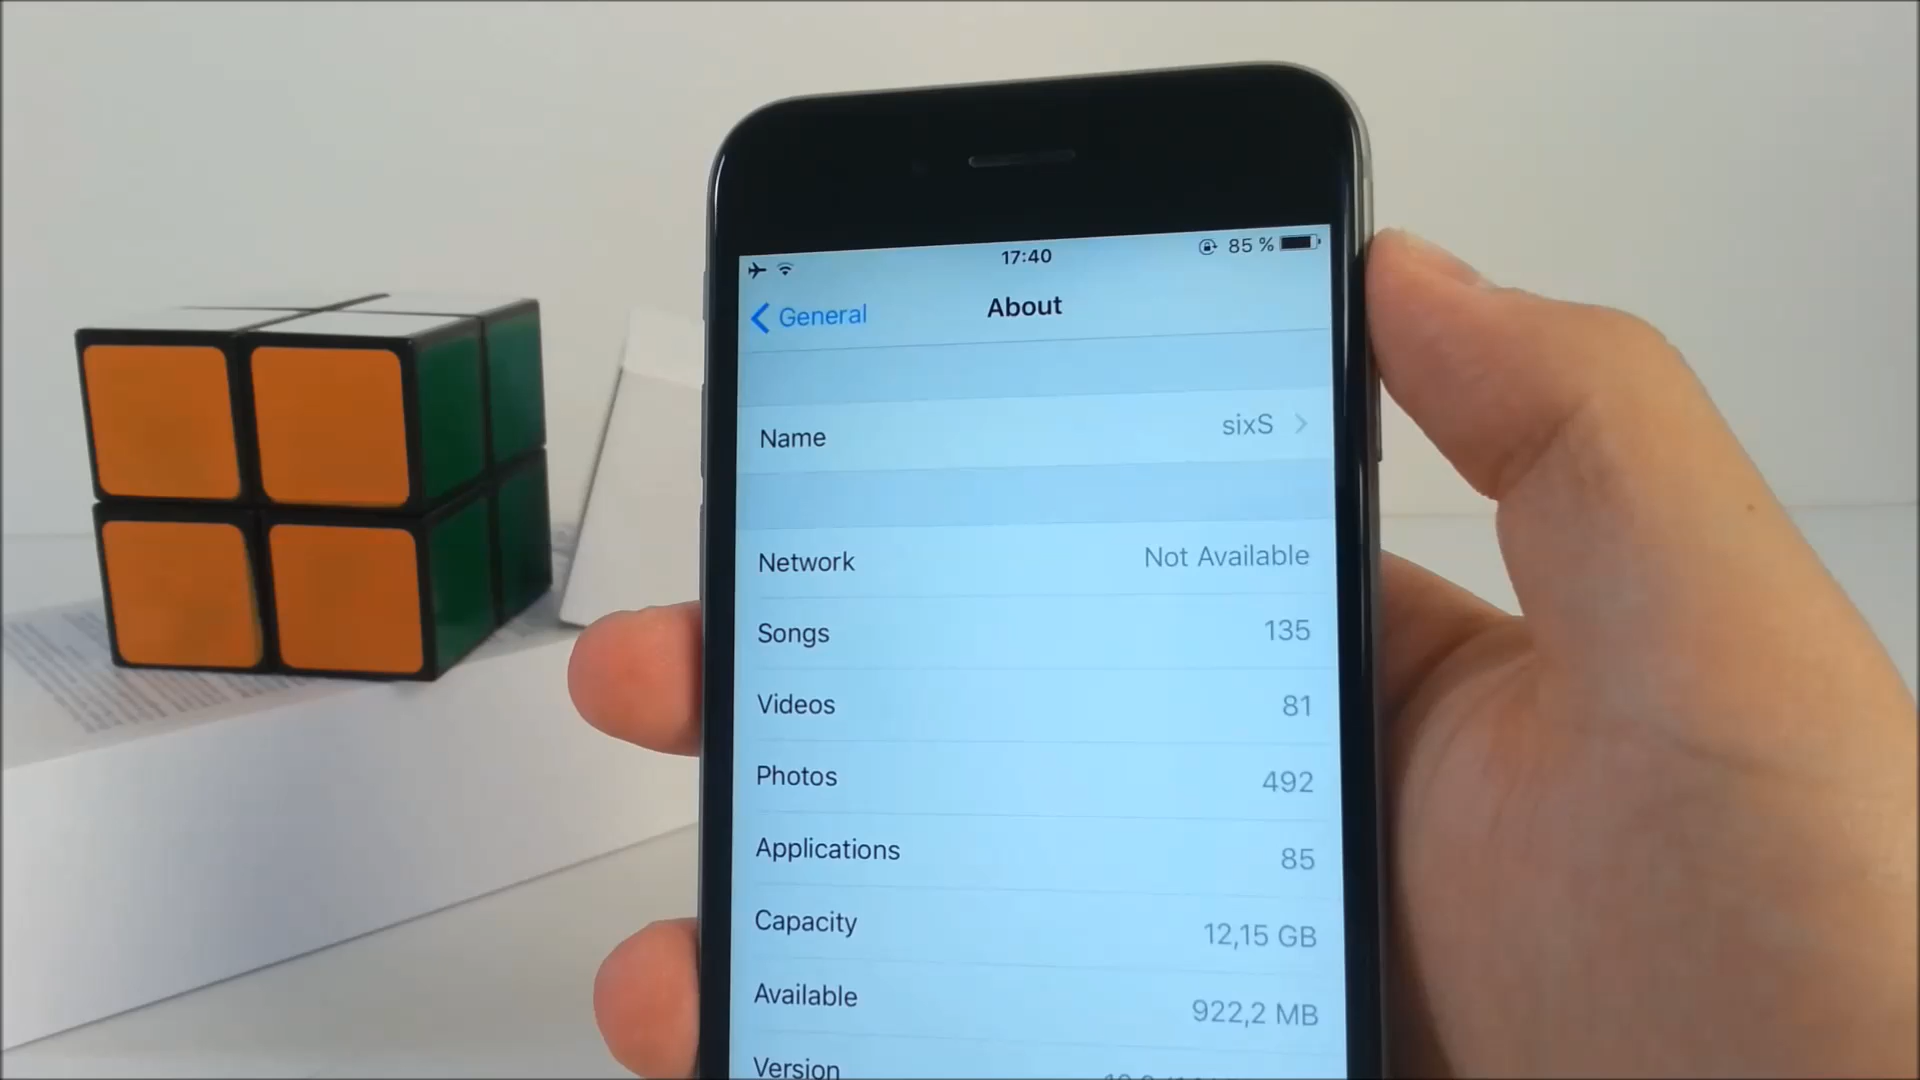 17:40
85 %
General
About
Name
sixS
Network
Not Available
Songs
135
Videos
81
Photos
492
Applications
85
Capacity
12,15 GB
Available
922,2 MB
Version